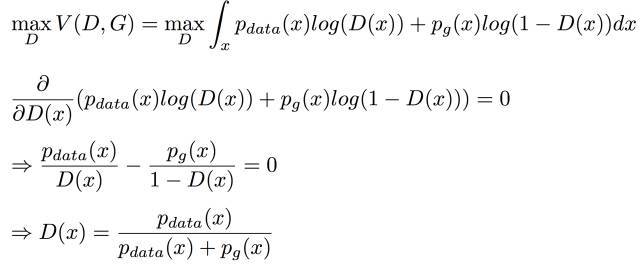 max_D V(D, G) = max_D ∫_x p_data(x)log(D(x)) + p_g(x)log(1 − D(x))dx
∂/∂D(x) (p_data(x)log(D(x)) + p_g(x)log(1 − D(x))) = 0
⇒ p_data(x)/D(x) − p_g(x)/(1 − D(x)) = 0
⇒ D(x) = p_data(x)/(p_data(x) + p_g(x))